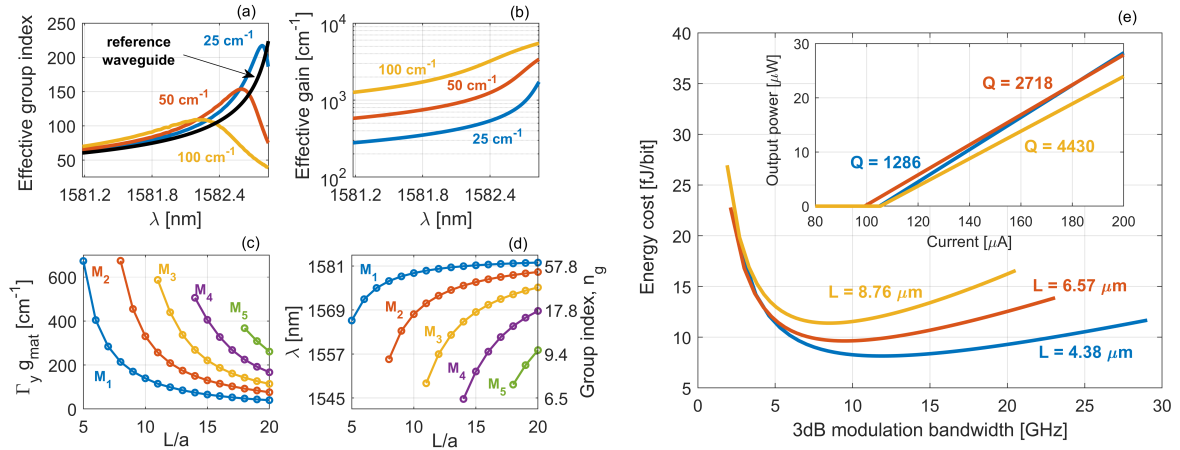 (a)
Effective group index
250
200
150
100
50
reference
waveguide
25 cm⁻¹
50 cm⁻¹
100 cm⁻¹
1581.2
1581.8
1582.4
λ [nm]
(b)
Effective gain [cm⁻¹]
10⁴
10³
10²
100 cm⁻¹
50 cm⁻¹
25 cm⁻¹
1581.2
1581.8
1582.4
λ [nm]
(c)
Γy gmat [cm⁻¹]
600
400
200
0
M1
M2
M3
M4
M5
5
10
15
20
L/a
(d)
λ [nm]
1581
1569
1557
1545
M1
M2
M3
M4
M5
57.8
17.8
9.4
6.5
Group index, ng
5
10
15
20
L/a
(e)
Energy cost [fJ/bit]
40
35
30
25
20
15
10
5
L = 8.76 μm
L = 6.57 μm
L = 4.38 μm
0
5
10
15
20
25
30
3dB modulation bandwidth [GHz]
Output power [μW]
30
20
10
0
Q = 2718
Q = 1286
Q = 4430
80
100
120
140
160
180
200
Current [μA]